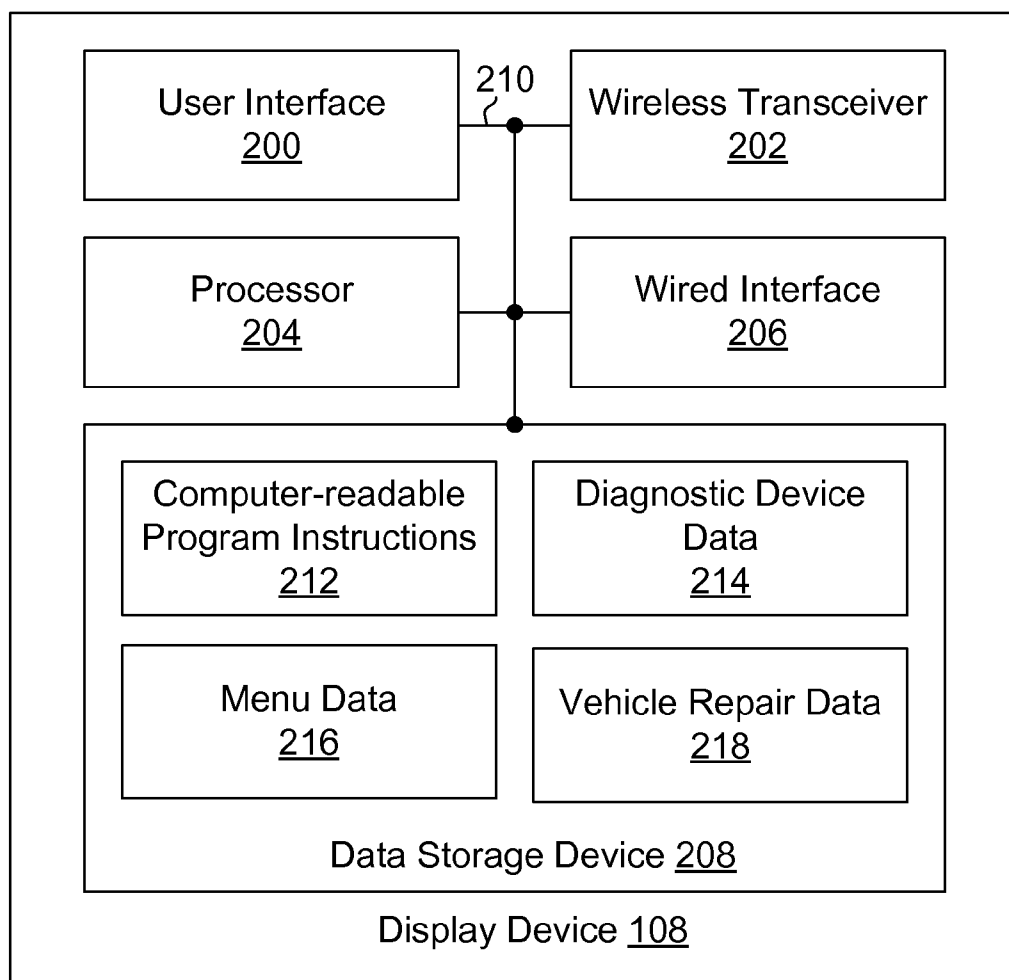 User Interface
200
210
Wireless Transceiver
202
Processor
204
Wired Interface
206
Computer-readable
Program Instructions
212
Diagnostic Device
Data
214
Menu Data
216
Vehicle Repair Data
218
Data Storage Device 208
Display Device 108